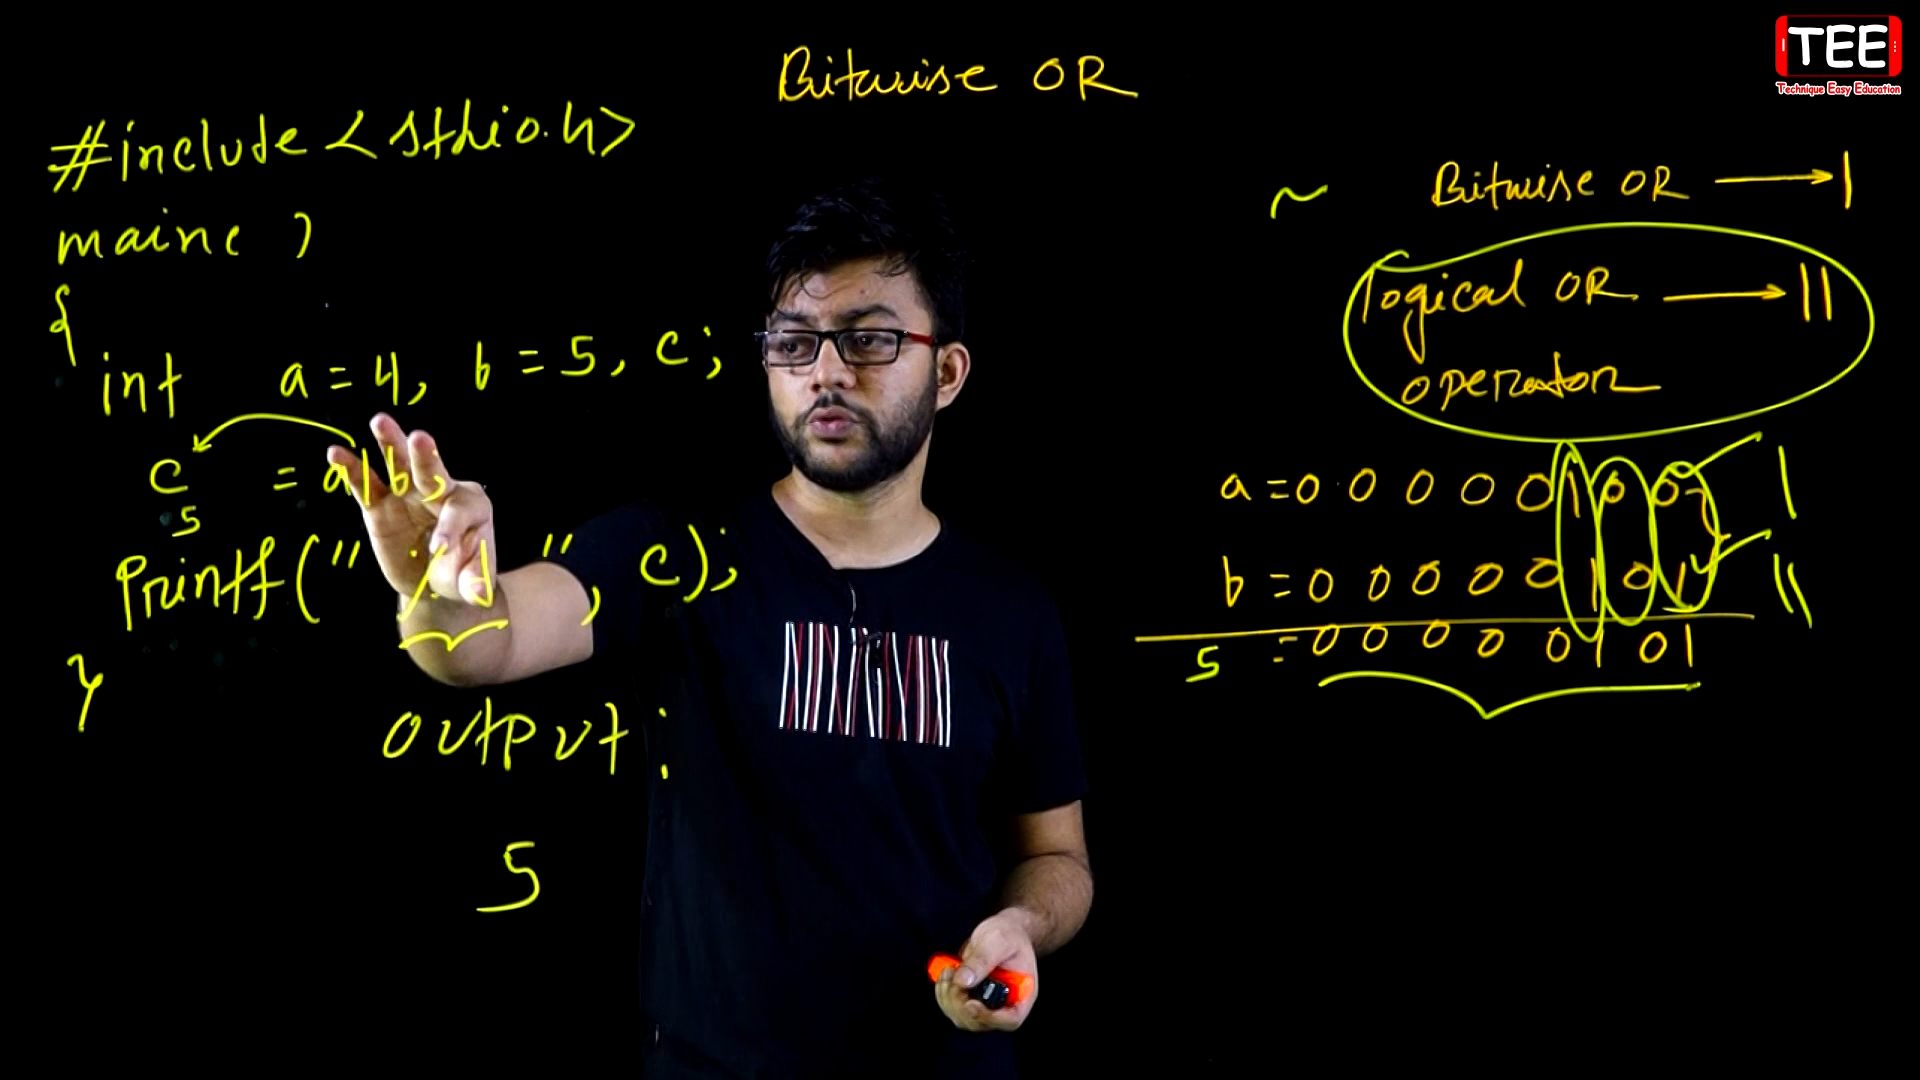 TEE
Technique Easy Education
Bitwise OR
#include <stdio.h>
main( )
{
int a = 4, b = 5, c;
c = a|b;
5
Printf(" %d ", c);
}
output :
5
~ Bitwise OR → |
logical OR → ||
operator
a = 0 0 0 0 0 1 0 0 |
b = 0 0 0 0 0 1 0 1 ||
5 = 0 0 0 0 0 1 0 1